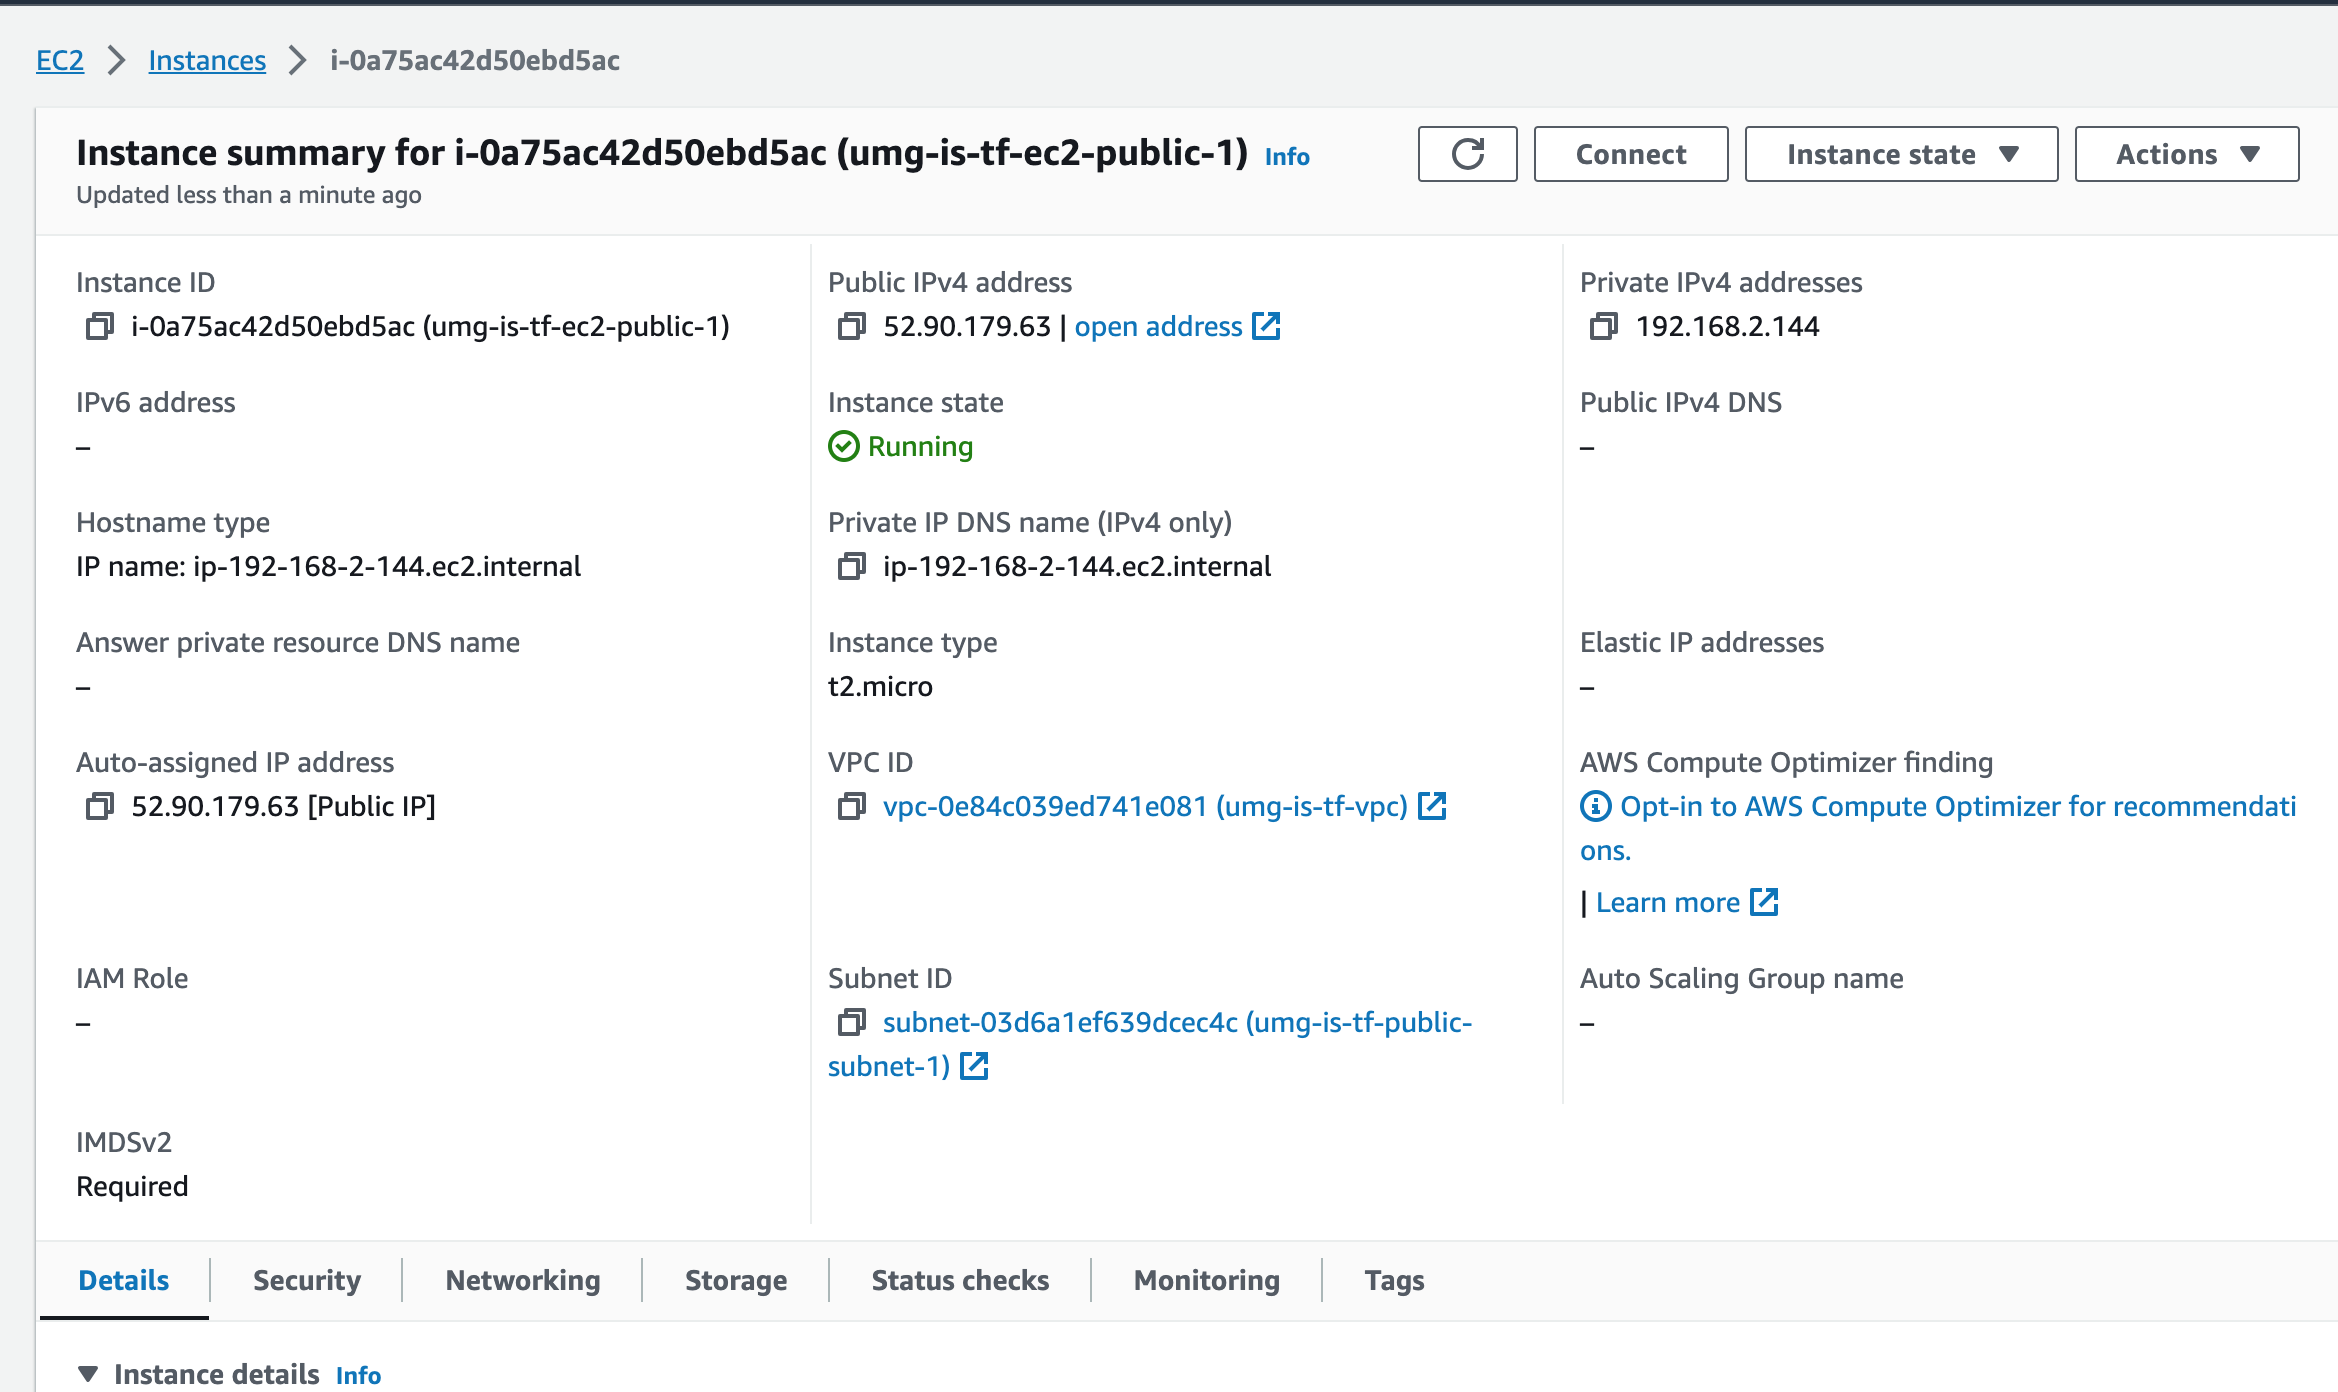 EC2 > Instances > i-0a75ac42d50ebd5ac
Instance summary for i-0a75ac42d50ebd5ac (umg-is-tf-ec2-public-1) Info
Connect
Instance state
Actions
Updated less than a minute ago
Instance ID
i-0a75ac42d50ebd5ac (umg-is-tf-ec2-public-1)
Public IPv4 address
52.90.179.63 | open address
Private IPv4 addresses
192.168.2.144
IPv6 address
–
Instance state
Running
Public IPv4 DNS
–
Hostname type
IP name: ip-192-168-2-144.ec2.internal
Private IP DNS name (IPv4 only)
ip-192-168-2-144.ec2.internal
Answer private resource DNS name
–
Instance type
t2.micro
Elastic IP addresses
–
Auto-assigned IP address
52.90.179.63 [Public IP]
VPC ID
vpc-0e84c039ed741e081 (umg-is-tf-vpc)
AWS Compute Optimizer finding
Opt-in to AWS Compute Optimizer for recommendati
ons.
| Learn more
IAM Role
–
Subnet ID
subnet-03d6a1ef639dcec4c (umg-is-tf-public-
subnet-1)
Auto Scaling Group name
–
IMDSv2
Required
Details
Security
Networking
Storage
Status checks
Monitoring
Tags
Instance details Info